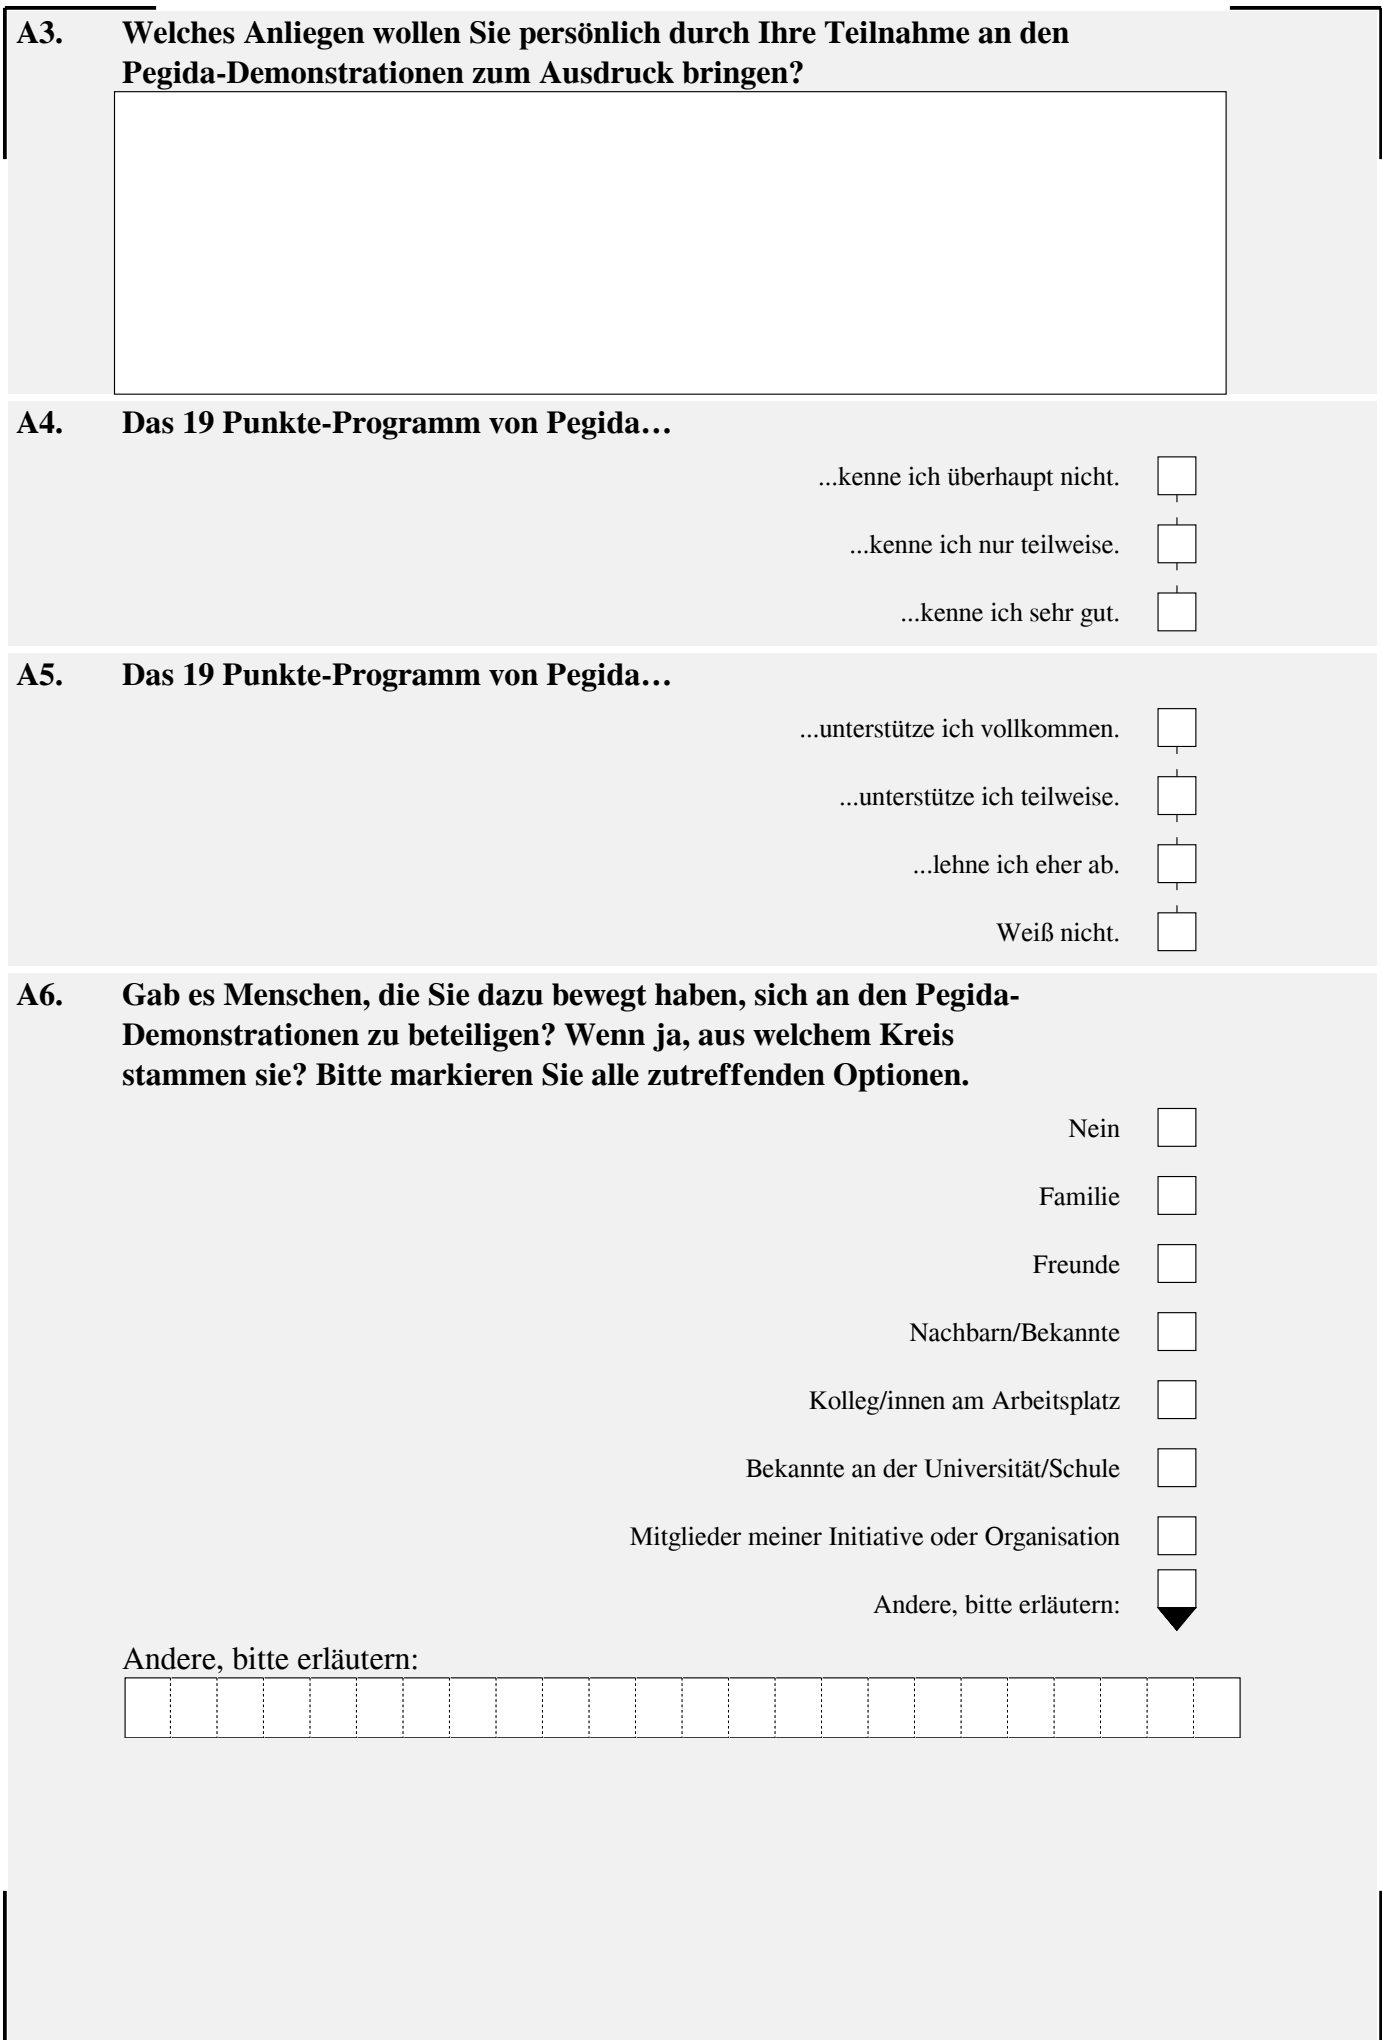 A3. Welches Anliegen wollen Sie persönlich durch Ihre Teilnahme an den
Pegida-Demonstrationen zum Ausdruck bringen?
A4. Das 19 Punkte-Programm von Pegida…
...kenne ich überhaupt nicht.
...kenne ich nur teilweise.
...kenne ich sehr gut.
A5. Das 19 Punkte-Programm von Pegida…
...unterstütze ich vollkommen.
...unterstütze ich teilweise.
...lehne ich eher ab.
Weiß nicht.
A6. Gab es Menschen, die Sie dazu bewegt haben, sich an den Pegida-
Demonstrationen zu beteiligen? Wenn ja, aus welchem Kreis
stammen sie? Bitte markieren Sie alle zutreffenden Optionen.
Nein
Familie
Freunde
Nachbarn/Bekannte
Kolleg/innen am Arbeitsplatz
Bekannte an der Universität/Schule
Mitglieder meiner Initiative oder Organisation
Andere, bitte erläutern:
Andere, bitte erläutern: